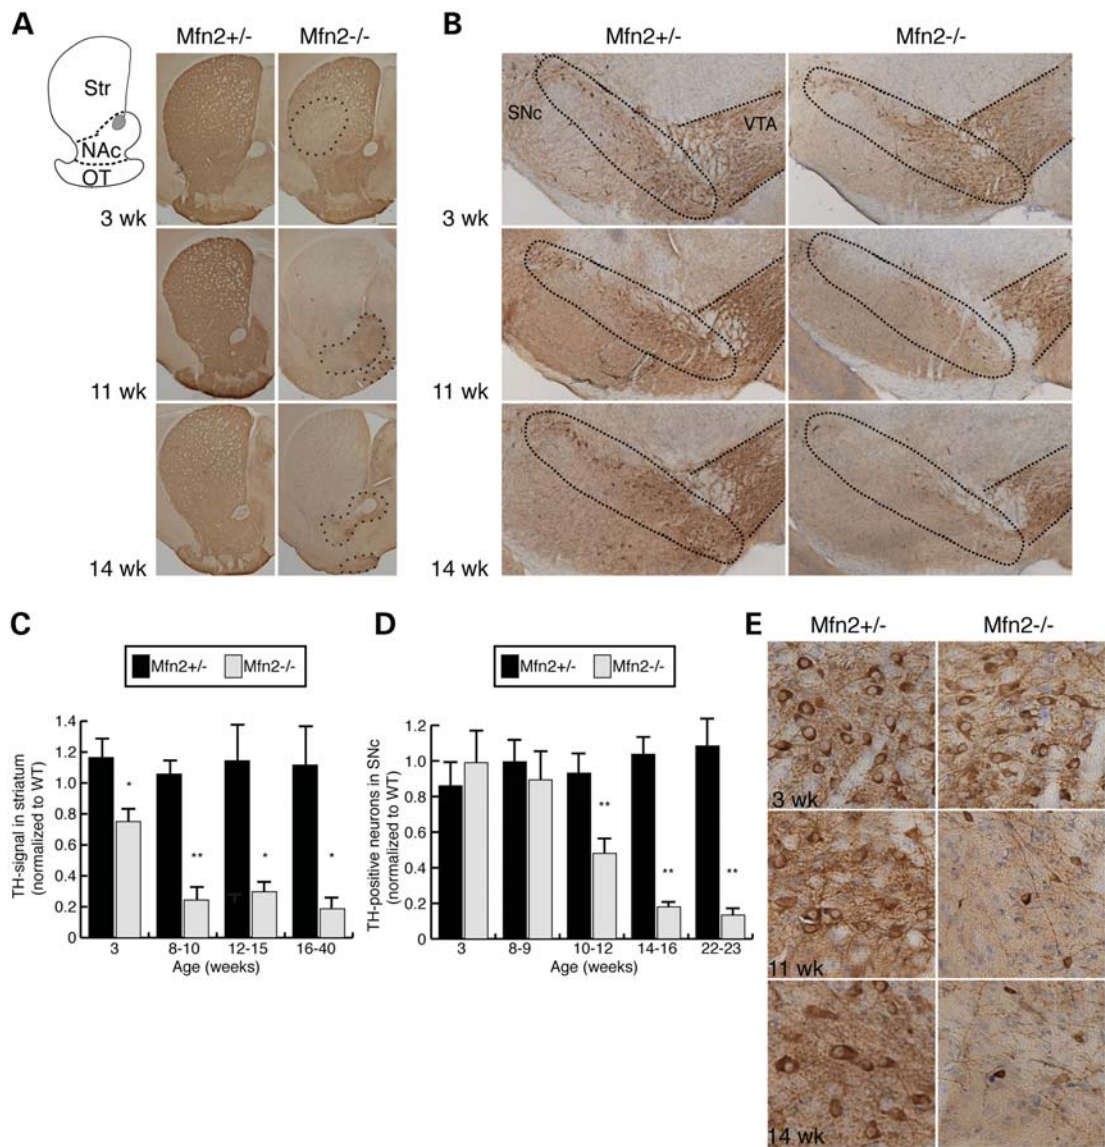 A
Mfn2+/-
Mfn2-/-
Str
NAc
OT
3 wk
11 wk
14 wk
B
Mfn2+/-
Mfn2-/-
SNc
VTA
3 wk
11 wk
14 wk
C
Mfn2+/-
Mfn2-/-
TH-signal in striatum
(normalized to WT)
1.4
1.2
1.0
0.8
0.6
0.4
0.2
0
*
**
*
*
3
8-10
12-15
16-40
Age (weeks)
D
Mfn2+/-
Mfn2-/-
TH-positive neurons in SNc
(normalized to WT)
1.2
1.0
0.8
0.6
0.4
0.2
0
**
**
**
3
8-9
10-12
14-16
22-23
Age (weeks)
E
Mfn2+/-
Mfn2-/-
3 wk
11 wk
14 wk